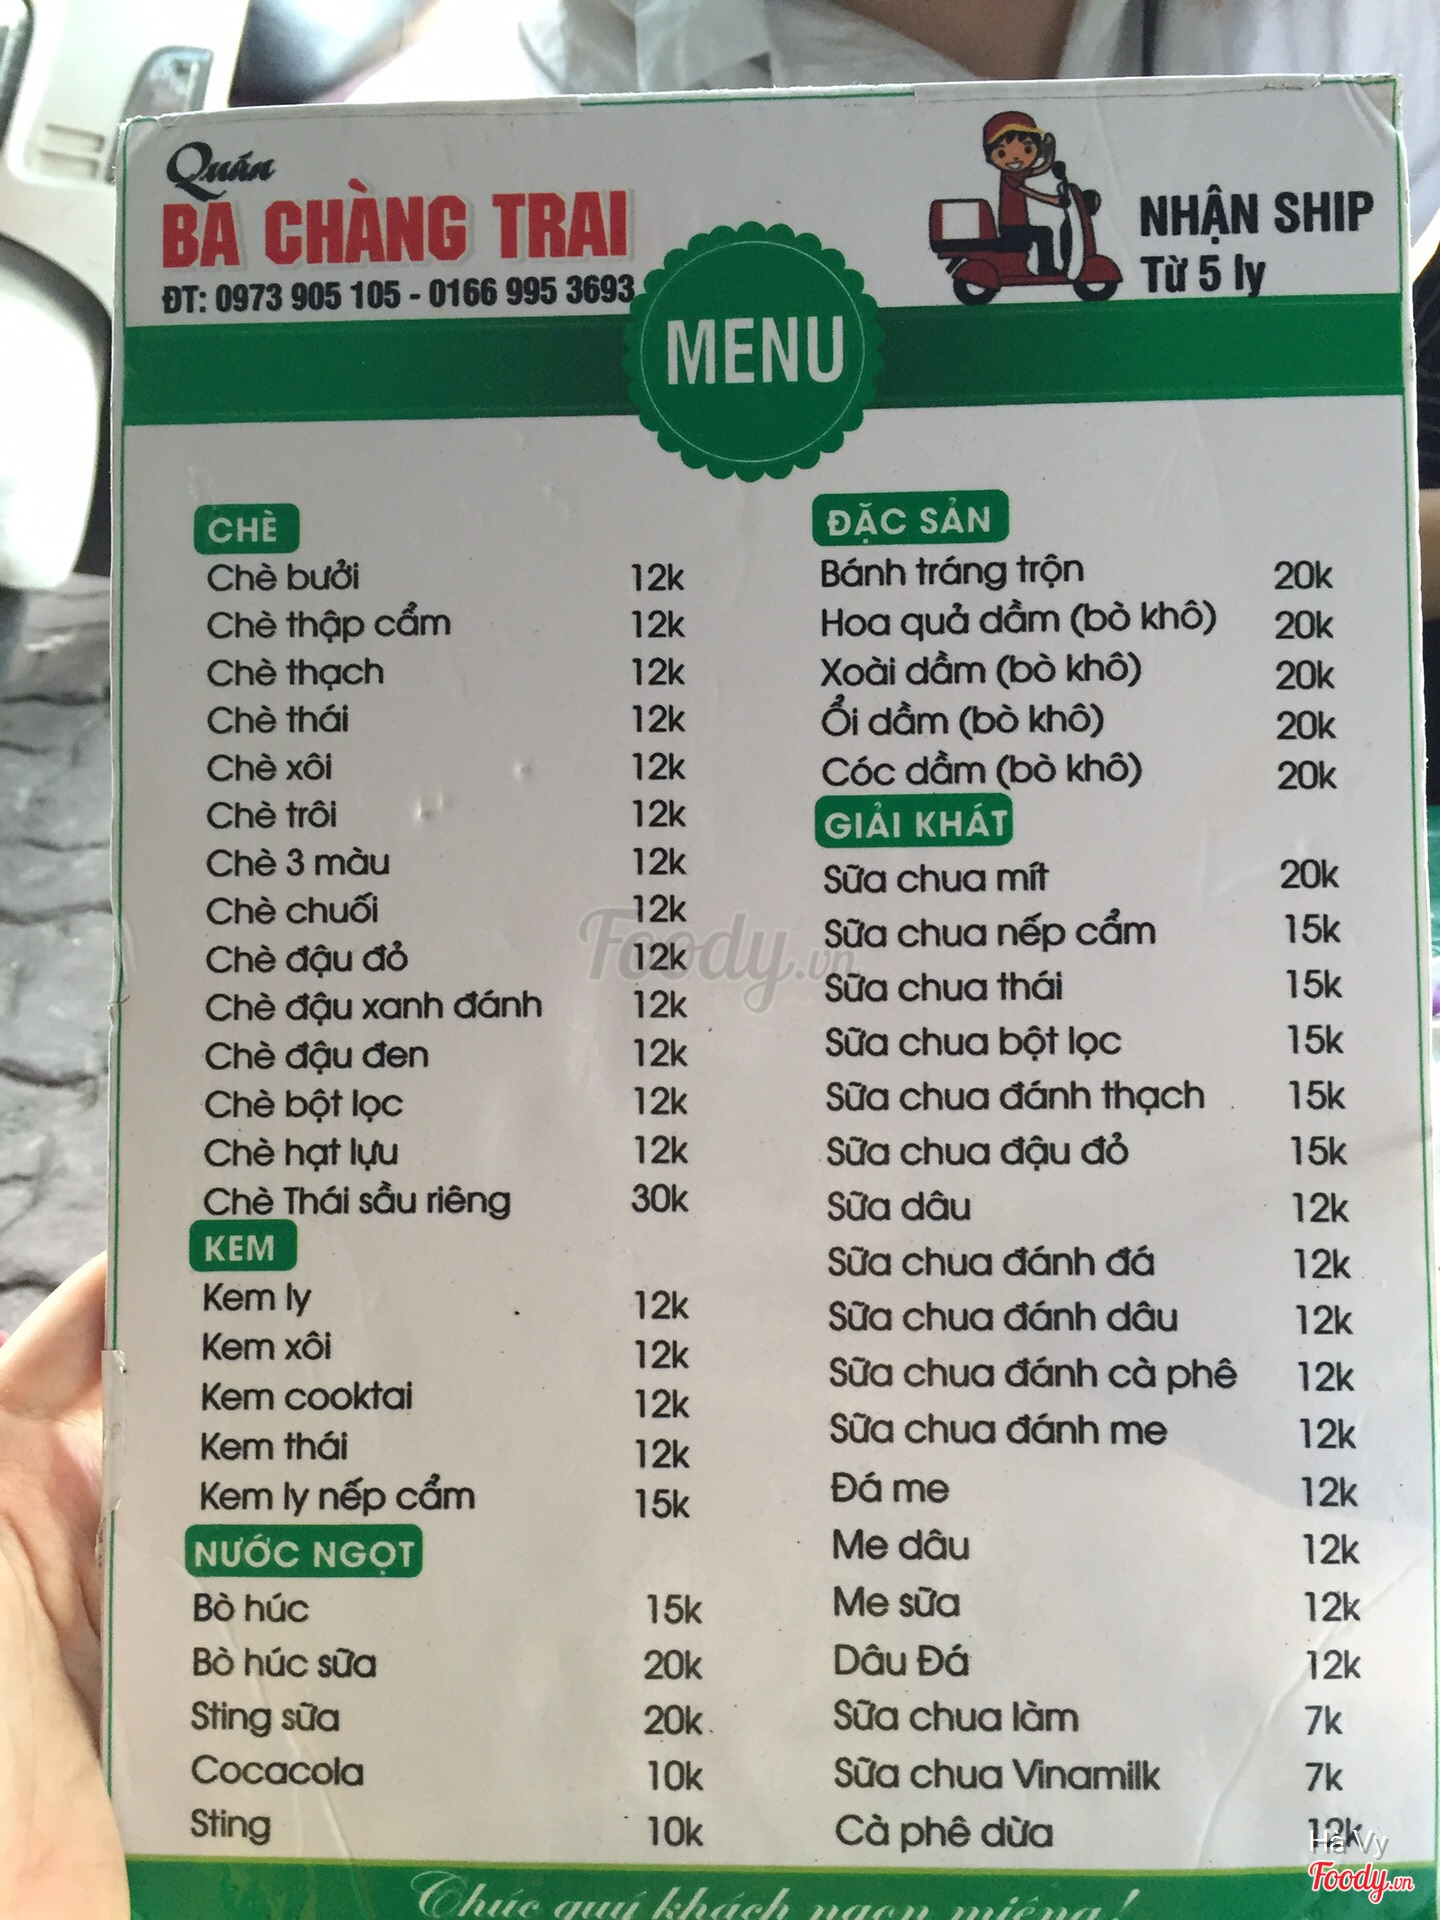 Quán
BA CHÀNG TRAI
ĐT: 0973 905 105 - 0166 995 3693
NHẬN SHIP
Từ 5 ly
MENU
CHÈ
Chè bưởi 12k
Chè thập cẩm 12k
Chè thạch 12k
Chè thái 12k
Chè xôi 12k
Chè trôi 12k
Chè 3 màu 12k
Chè chuối 12k
Chè đậu đỏ 12k
Chè đậu xanh đánh 12k
Chè đậu đen 12k
Chè bột lọc 12k
Chè hạt lựu 12k
Chè Thái sầu riêng 30k
KEM
Kem ly 12k
Kem xôi 12k
Kem cooktai 12k
Kem thái 12k
Kem ly nếp cẩm 15k
NƯỚC NGỌT
Bò húc 15k
Bò húc sữa 20k
Sting sữa 20k
Cocacola 10k
Sting 10k
ĐẶC SẢN
Bánh tráng trộn 20k
Hoa quả dầm (bò khô) 20k
Xoài dầm (bò khô) 20k
Ổi dầm (bò khô) 20k
Cóc dầm (bò khô) 20k
GIẢI KHÁT
Sữa chua mít 20k
Sữa chua nếp cẩm 15k
Sữa chua thái 15k
Sữa chua bột lọc 15k
Sữa chua đánh thạch 15k
Sữa chua đậu đỏ 15k
Sữa dâu 12k
Sữa chua đánh đá 12k
Sữa chua đánh dâu 12k
Sữa chua đánh cà phê 12k
Sữa chua đánh me 12k
Đá me 12k
Me dâu 12k
Me sữa 12k
Dâu Đá 12k
Sữa chua làm 7k
Sữa chua Vinamilk 7k
Cà phê dừa 12k
Chúc quý khách ngon miệng!
Foody.vn
Hà Vy
Foody.vn